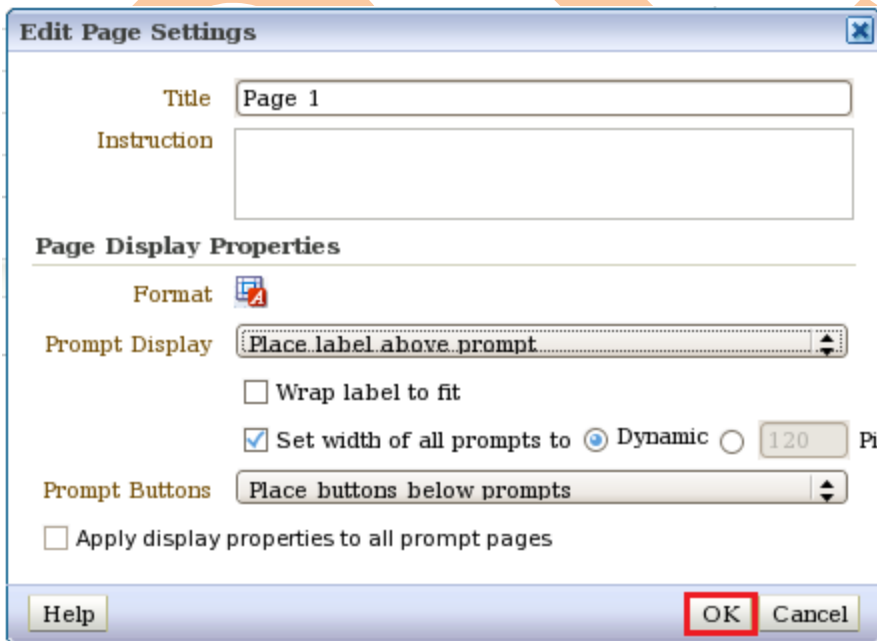 Edit Page Settings
Title Page 1
Instruction
Page Display Properties
Format
Prompt Display Place label above prompt
Wrap label to fit
Set width of all prompts to Dynamic 120 Pi
Prompt Buttons Place buttons below prompts
Apply display properties to all prompt pages
Help OK Cancel